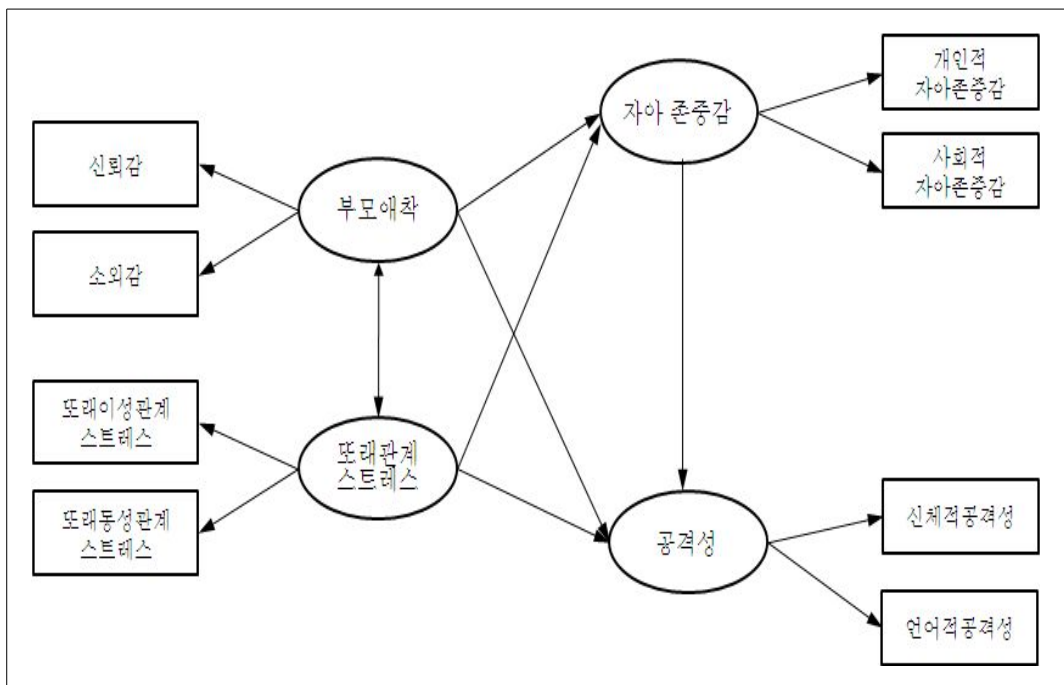 개인적
자아존중감
자아 존중감
사회적
자아존중감
신뢰감
부모애착
소외감
또래이성관계
스트레스
또래관계
스트레스
또래동성관계
스트레스
신체적공격성
공격성
언어적공격성